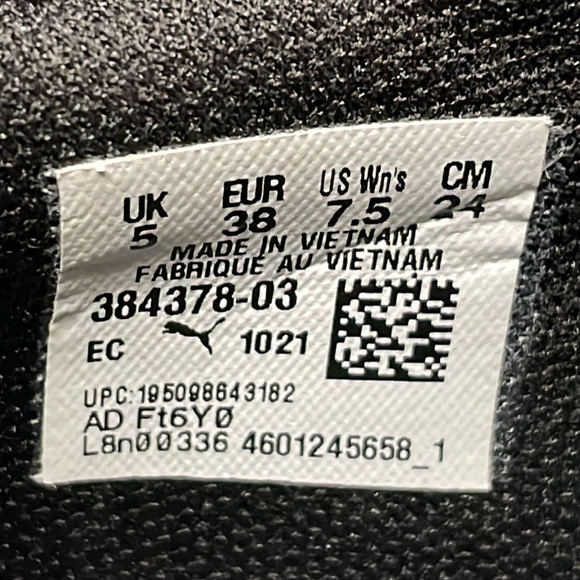 UK EUR US Wn's CM
5 38 7.5 24
MADE IN VIETNAM
FABRIQUÉ AU VIETNAM
384378-03
EC 1021
UPC:195098643182
AD Ft6Y0
L8n00336 4601245658_1